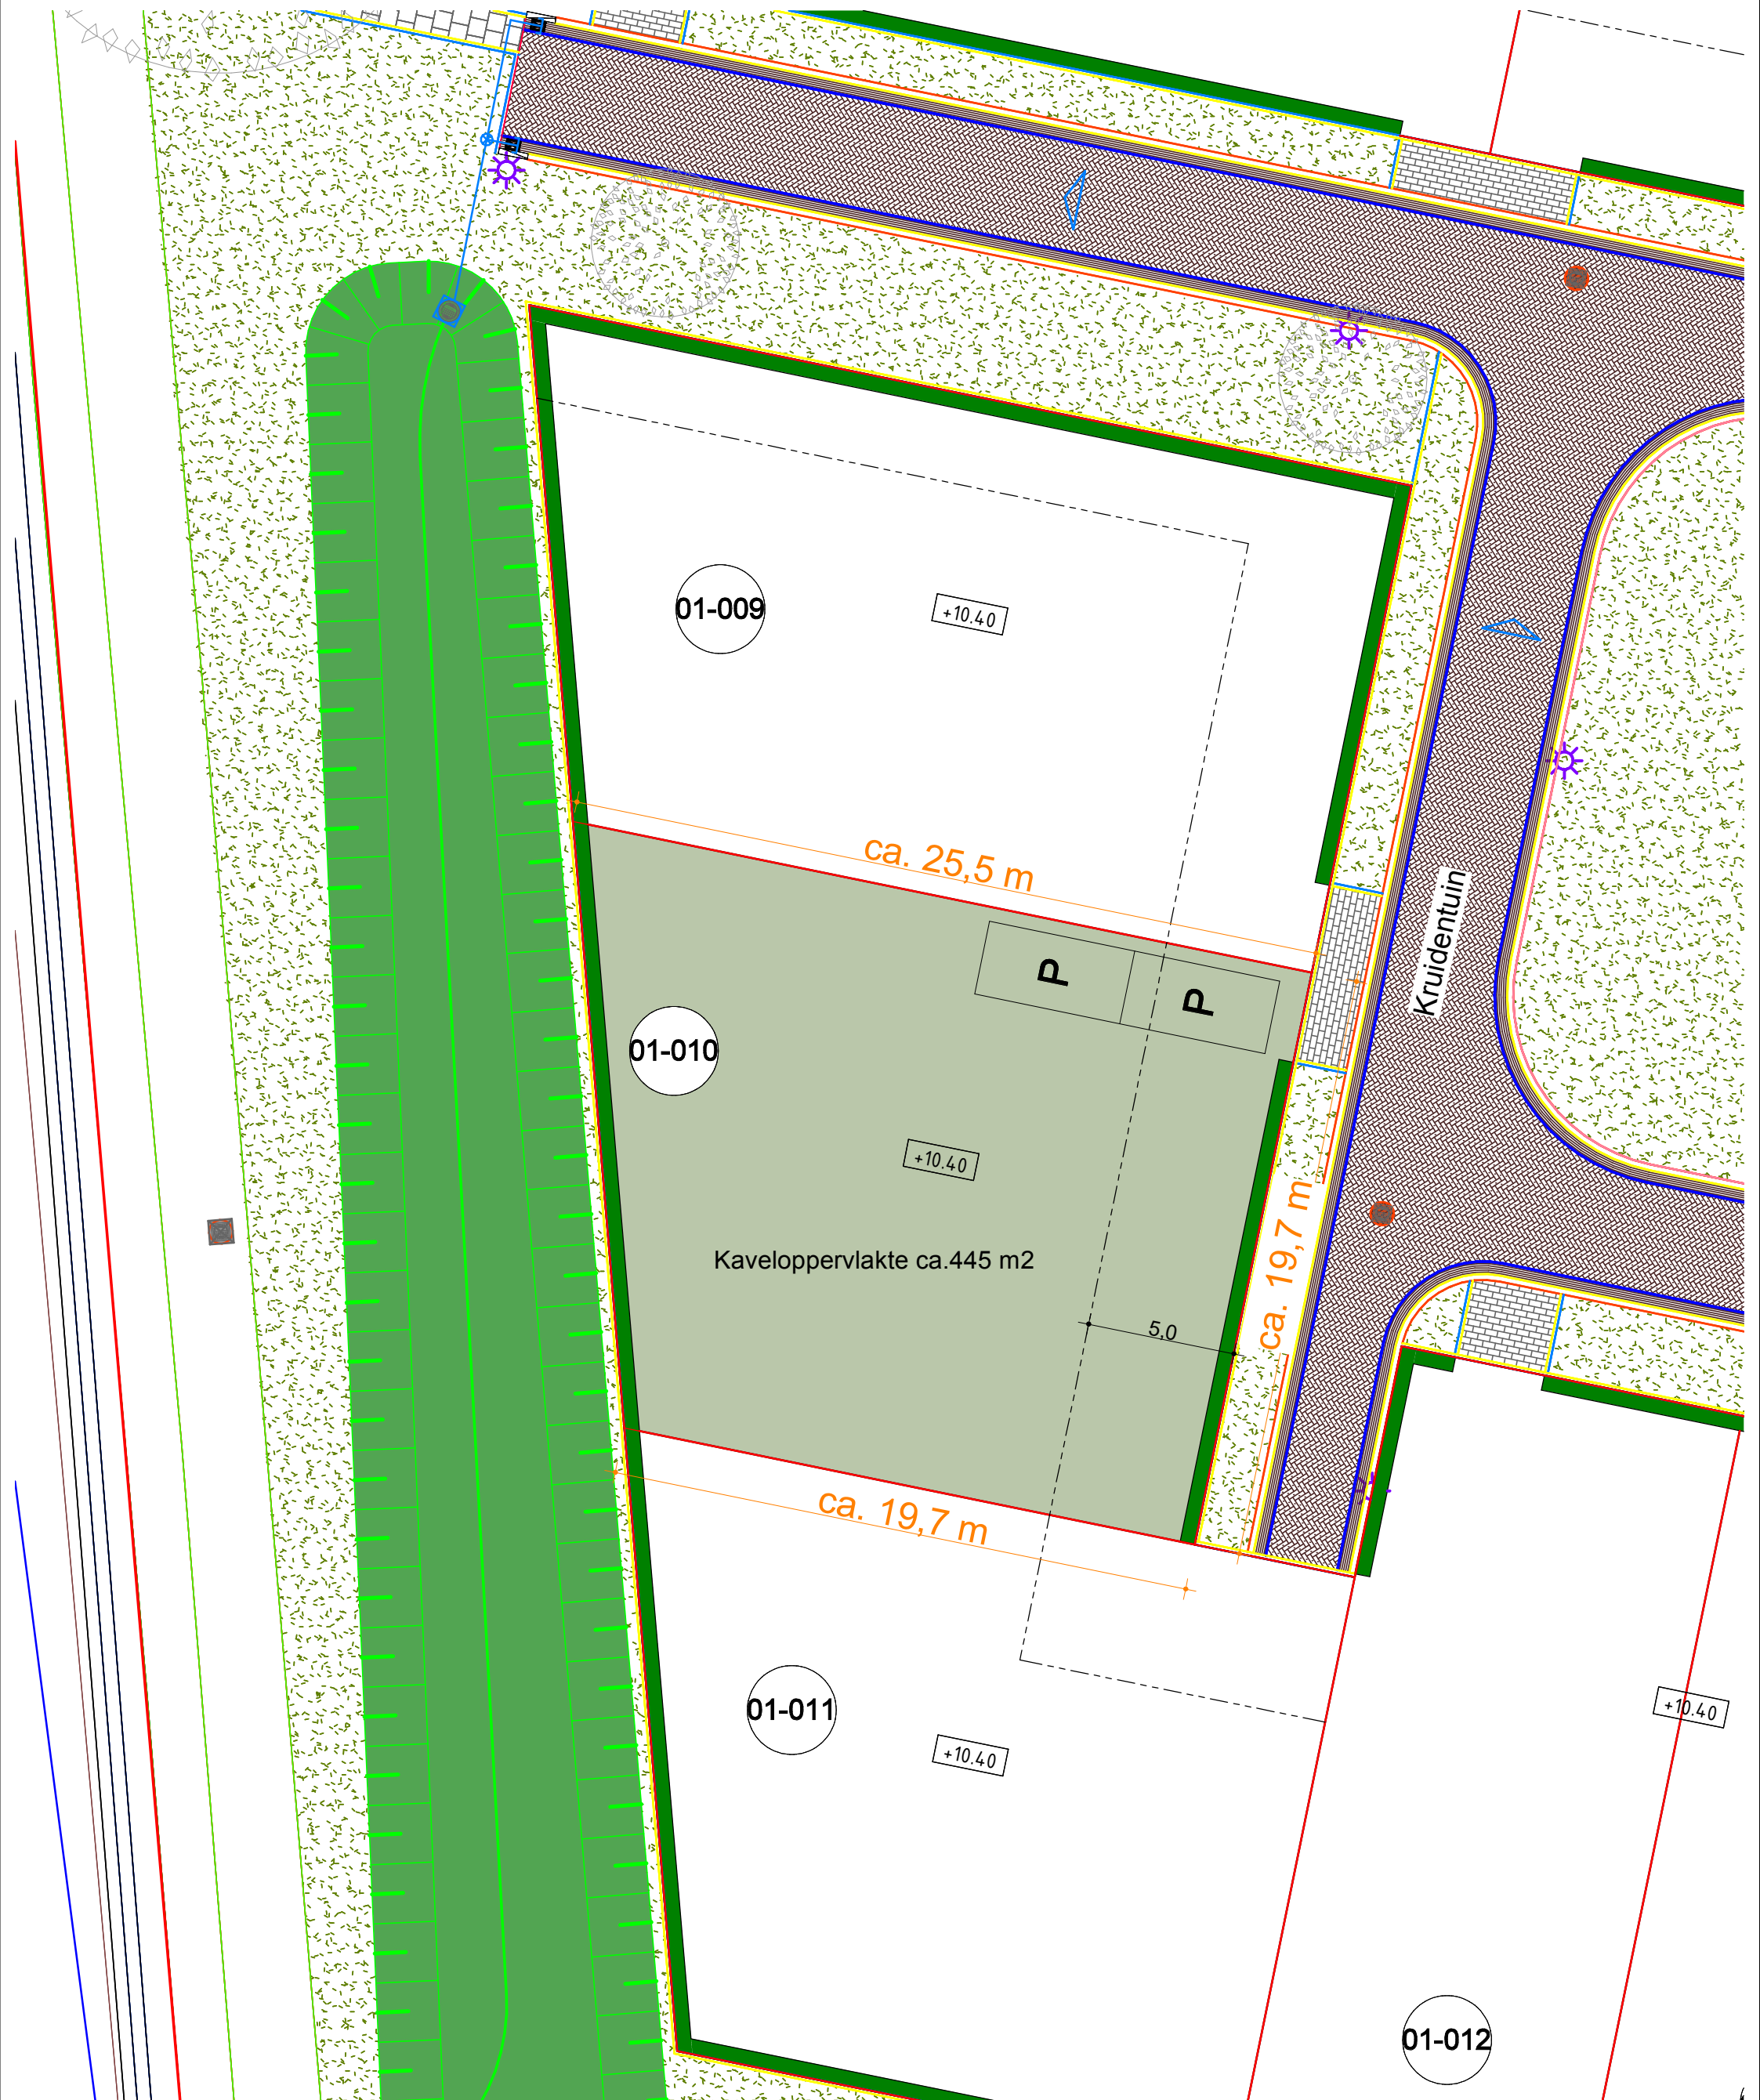 01-009
+10.40
ca. 25,5 m
P
P
Kruidentuin
01-010
+10.40
Kaveloppervlakte ca.445 m2
ca. 19,7 m
5,0
ca. 19,7 m
01-011
+10.40
+10.40
01-012